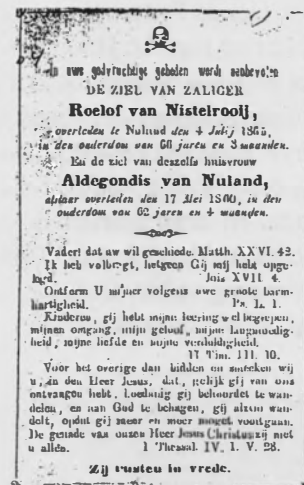 In uwe godvruchtige gebeden wordt aanbevolen
DE ZIEL VAN ZALIGER
Roelof van Nistelrooij,
overleden te Nuland den 4 Julij
in den ouderdom van jaren en 3 maanden.
En de ziel van deszelfs huisvrouw
Aldegondis van Nuland,
aldaar overleden den 17 Mei in den
ouderdom van 62 jaren en 4 maanden.
Vader! dat uw wil geschiede. Matth. XXVI. 42.
Ik heb volbragt, hetgeen Gij mij hebt opge-
legd. Jois XVII. 4.
Ontferm U mijner volgens uwe groote barm-
hartigheid. Ps. L. 1.
Kinderen, gij hebt mijne leering wel begrepen,
mijnen omgang, mijn geloof, mijne langmoedig-
heid, mijne liefde en mijne verduldigheid.
II Tim. III. 10.
Voor het overige dan bidden en smeeken wij
u, in den Heer Jesus, dat, gelijk gij van ons
ontvangen hebt, hoedanig gij behoordet te wan-
delen, en aan God te behagen, gij alzoo wan-
delt, opdat gij meer en meer moget voortgaan.
De genade van onzen Heer Jesus Christus zij met
u allen. 1 Thessal. IV. 1. V. 28.
Zij rusten in vrede.